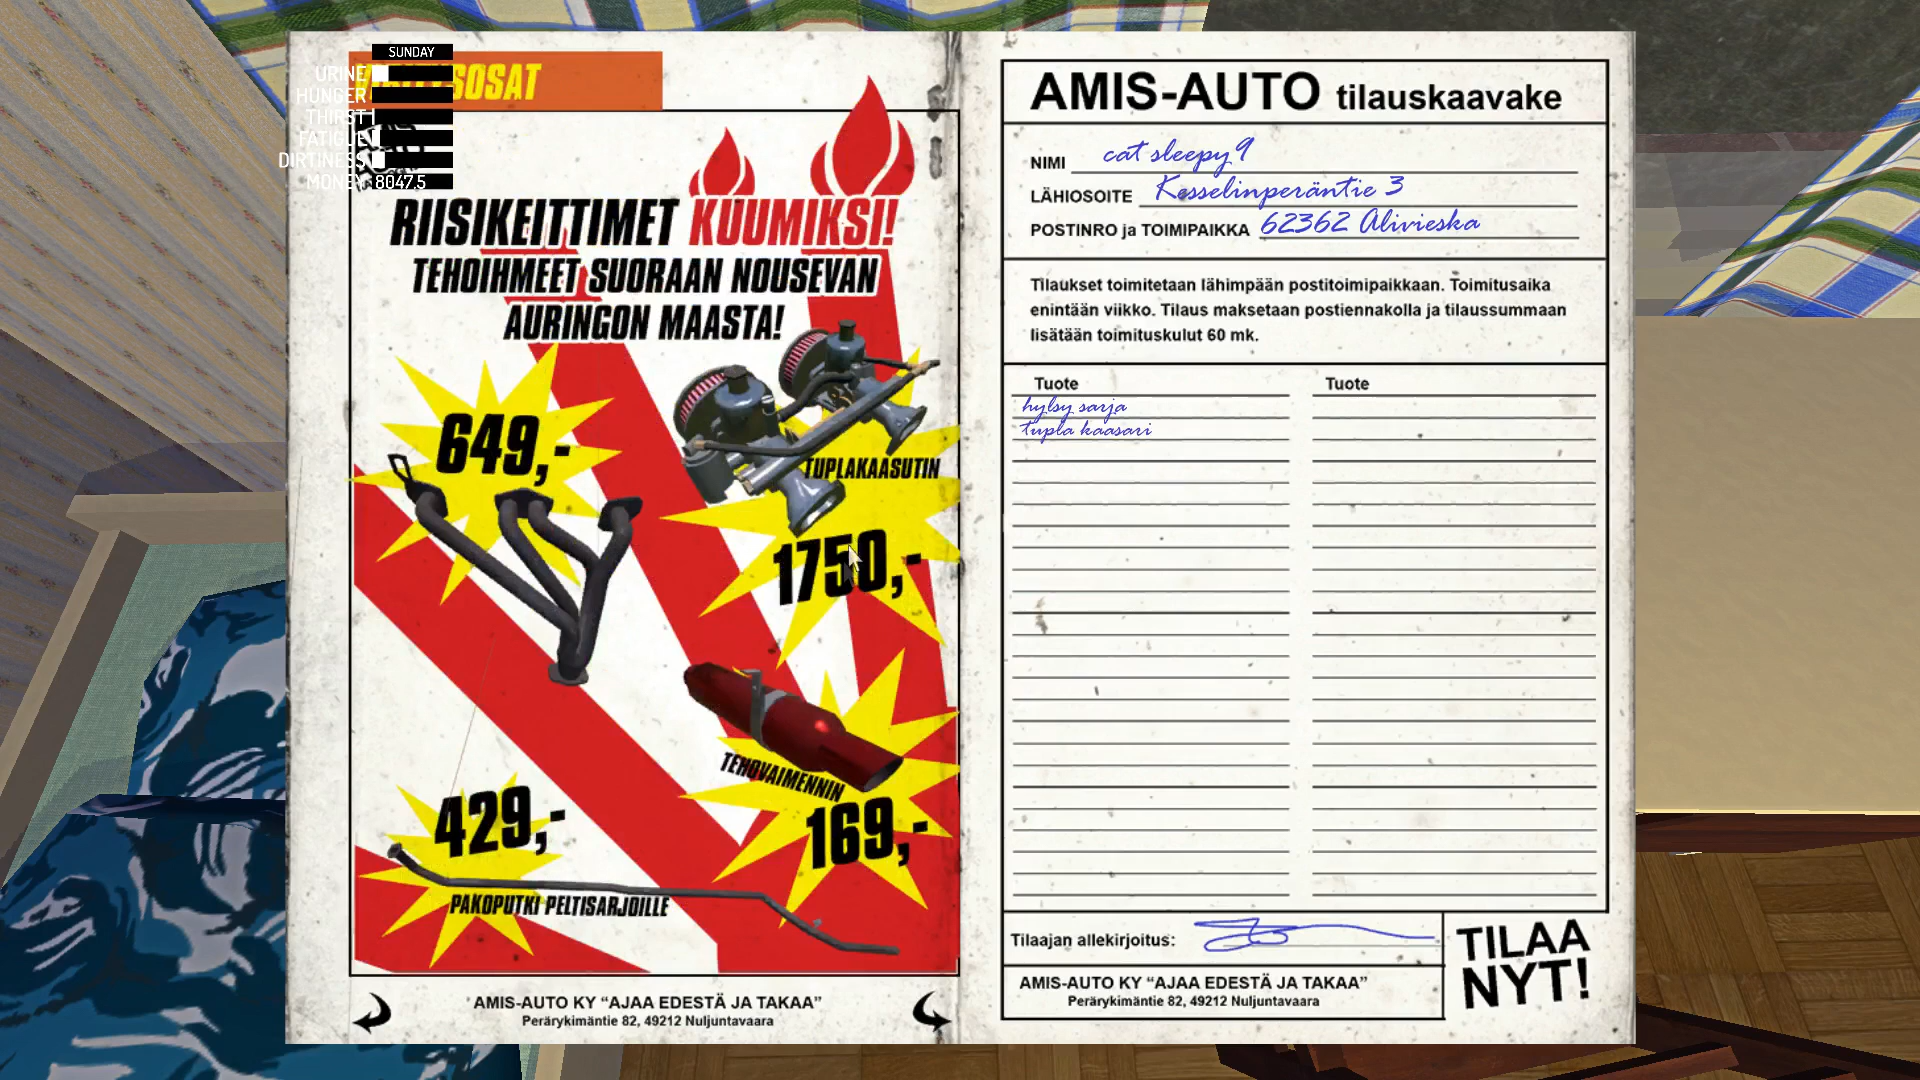 SUNDAY
URINE
HUNGER
THIRST
FATIGUE
DIRTINESS
MONEY 8047.5
OSAT
RIISIKEITTIMET KUUMIKSI!
TEHOIHMEET SUORAAN NOUSEVAN
AURINGON MAASTA!
649,-
TUPLAKAASUTIN
1750,-
TEHOVAIMENNIN
169,-
429,-
PAKOPUTKI PELTISARJOILLE
AMIS-AUTO KY “AJAA EDESTÄ JA TAKAA”
Perärykimäntie 82, 49212 Nuljuntavaara
AMIS-AUTO tilauskaavake
NIMI cat sleepy9
LÄHIOSOITE Kesselinperäntie 3
POSTINRO ja TOIMIPAIKKA 62362 Alivieska
Tilaukset toimitetaan lähimpään postitoimipaikkaan. Toimitusaika
enintään viikko. Tilaus maksetaan postiennakolla ja tilaussummaan
lisätään toimituskulut 60 mk.
Tuote Tuote
hylsy sarja
tupla kaasari
Tilaajan allekirjoitus:
TILAA
NYT!
AMIS-AUTO KY “AJAA EDESTÄ JA TAKAA”
Perärykimäntie 82, 49212 Nuljuntavaara